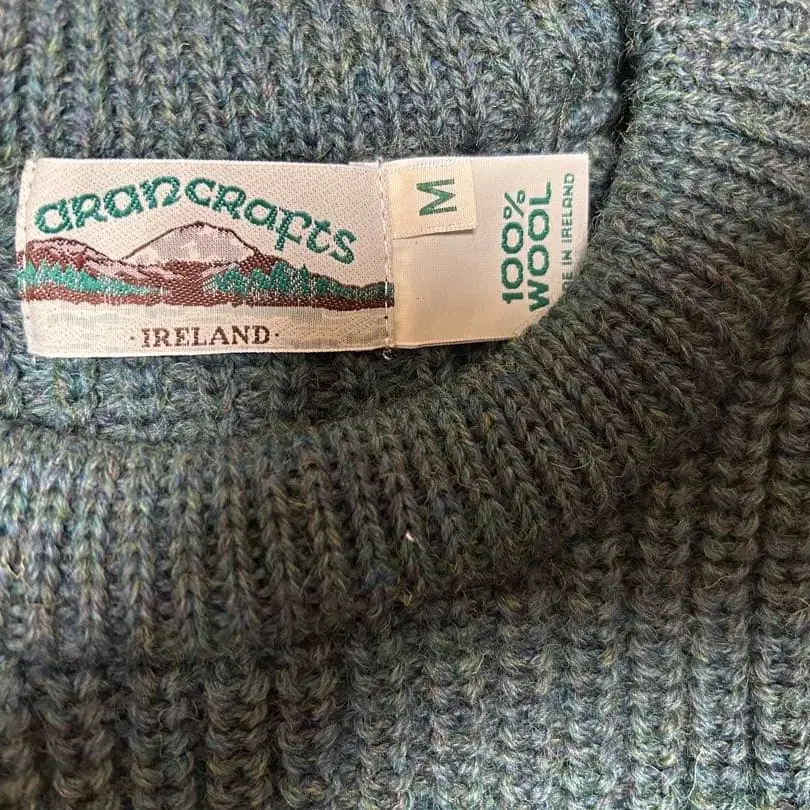 arancrafts
·IRELAND·
M
100%
WOOL
DE IN IRELAND